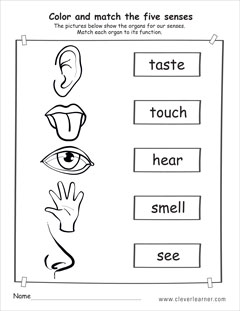 Color and match the five senses
The pictures below show the organs for our senses.
Match each organ to its function.
taste
touch
hear
smell
see
Name
www.cleverlearner.com